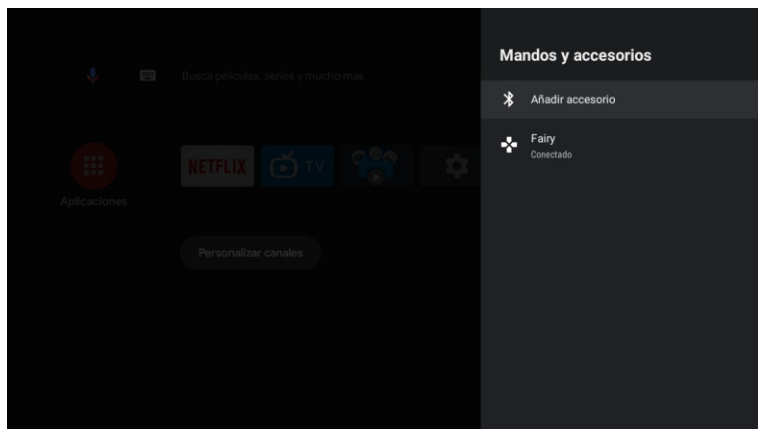 Mandos y accesorios
Busca películas, series y mucho más
Añadir accesorio
Fairy
Conectado
NETFLIX
TV
Aplicaciones
Personalizar canales